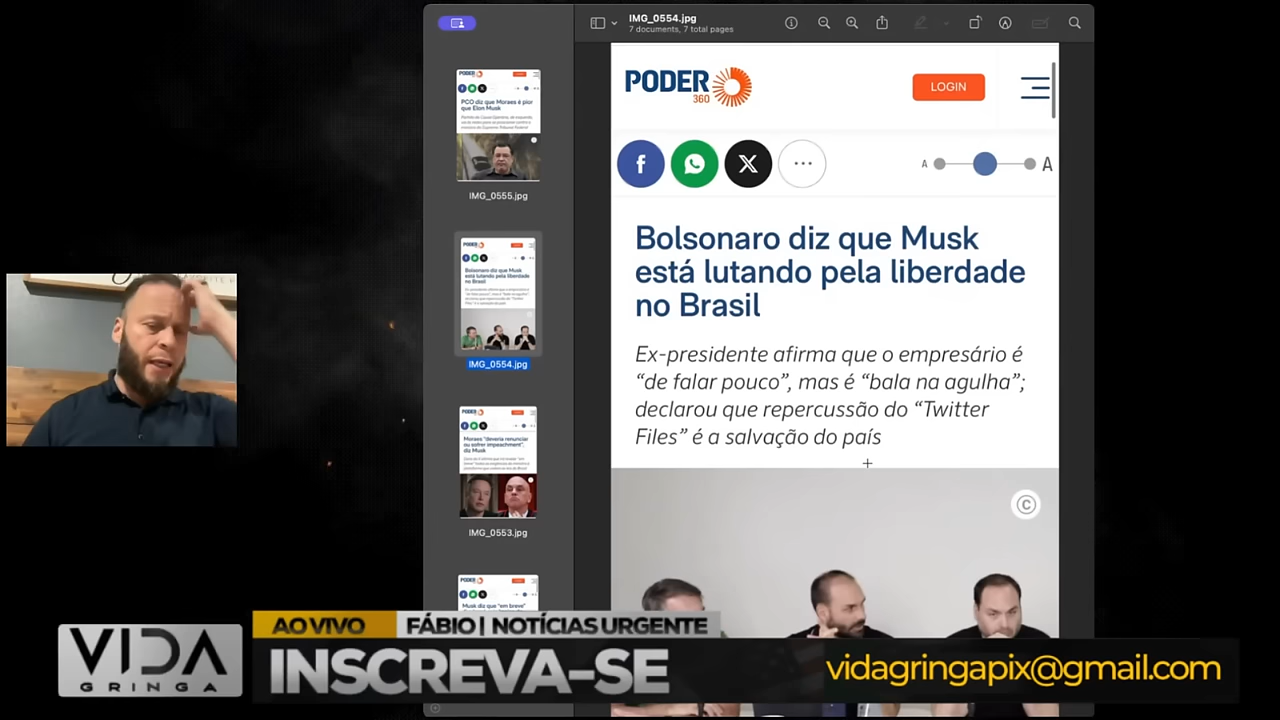 IMG_0554.jpg
7 documents, 7 total pages
PODER
360
LOGIN
A
A
Bolsonaro diz que Musk
está lutando pela liberdade
no Brasil
Ex-presidente afirma que o empresário é
“de falar pouco”, mas é “bala na agulha”;
declarou que repercussão do “Twitter
Files” é a salvação do país
PODER
PCO diz que Moraes é pior
que Elon Musk
IMG_0555.jpg
PODER
Bolsonaro diz que Musk
está lutando pela liberdade
no Brasil
IMG_0554.jpg
PODER
Moraes “deveria renunciar
ou sofrer impeachment”,
diz Musk
IMG_0553.jpg
PODER
Musk diz que “em breve”
©
AO VIVO
FÁBIO | NOTÍCIAS URGENTE
VIDA
GRINGA
INSCREVA-SE
vidagringapix@gmail.com